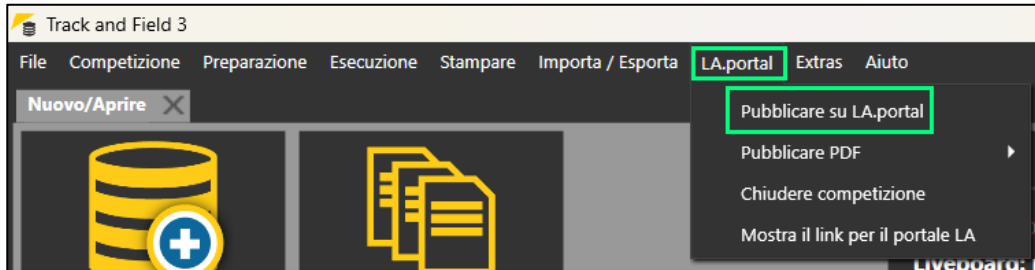 Track and Field 3
File Competizione Preparazione Esecuzione Stampare Importa / Esporta LA.portal Extras Aiuto
Nuovo/Aprire
Pubblicare su LA.portal
Pubblicare PDF
Chiudere competizione
Mostra il link per il portale LA
Liveboard: